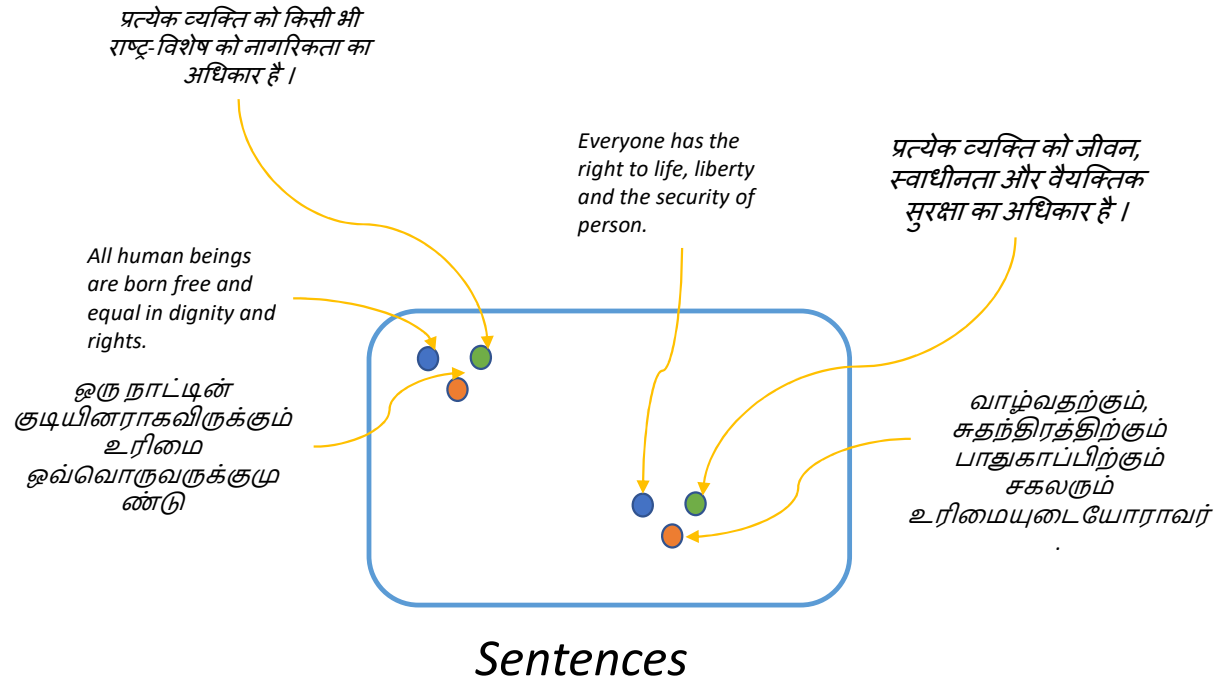 प्रत्येक व्यक्ति को किसी भी
राष्ट्र-विशेष को नागरिकता का
अधिकार है ।
Everyone has the
right to life, liberty
and the security of
person.
प्रत्येक व्यक्ति को जीवन,
स्वाधीनता और वैयक्तिक
सुरक्षा का अधिकार है ।
All human beings
are born free and
equal in dignity and
rights.
ஒரு நாட்டின்
குடியினராகவிருக்கும்
உரிமை
ஒவ்வொருவருக்குமு
ண்டு
வாழ்வதற்கும்,
சுதந்திரத்திற்கும்
பாதுகாப்பிற்கும்
சகலரும்
உரிமையுடையோராவர்
.
Sentences